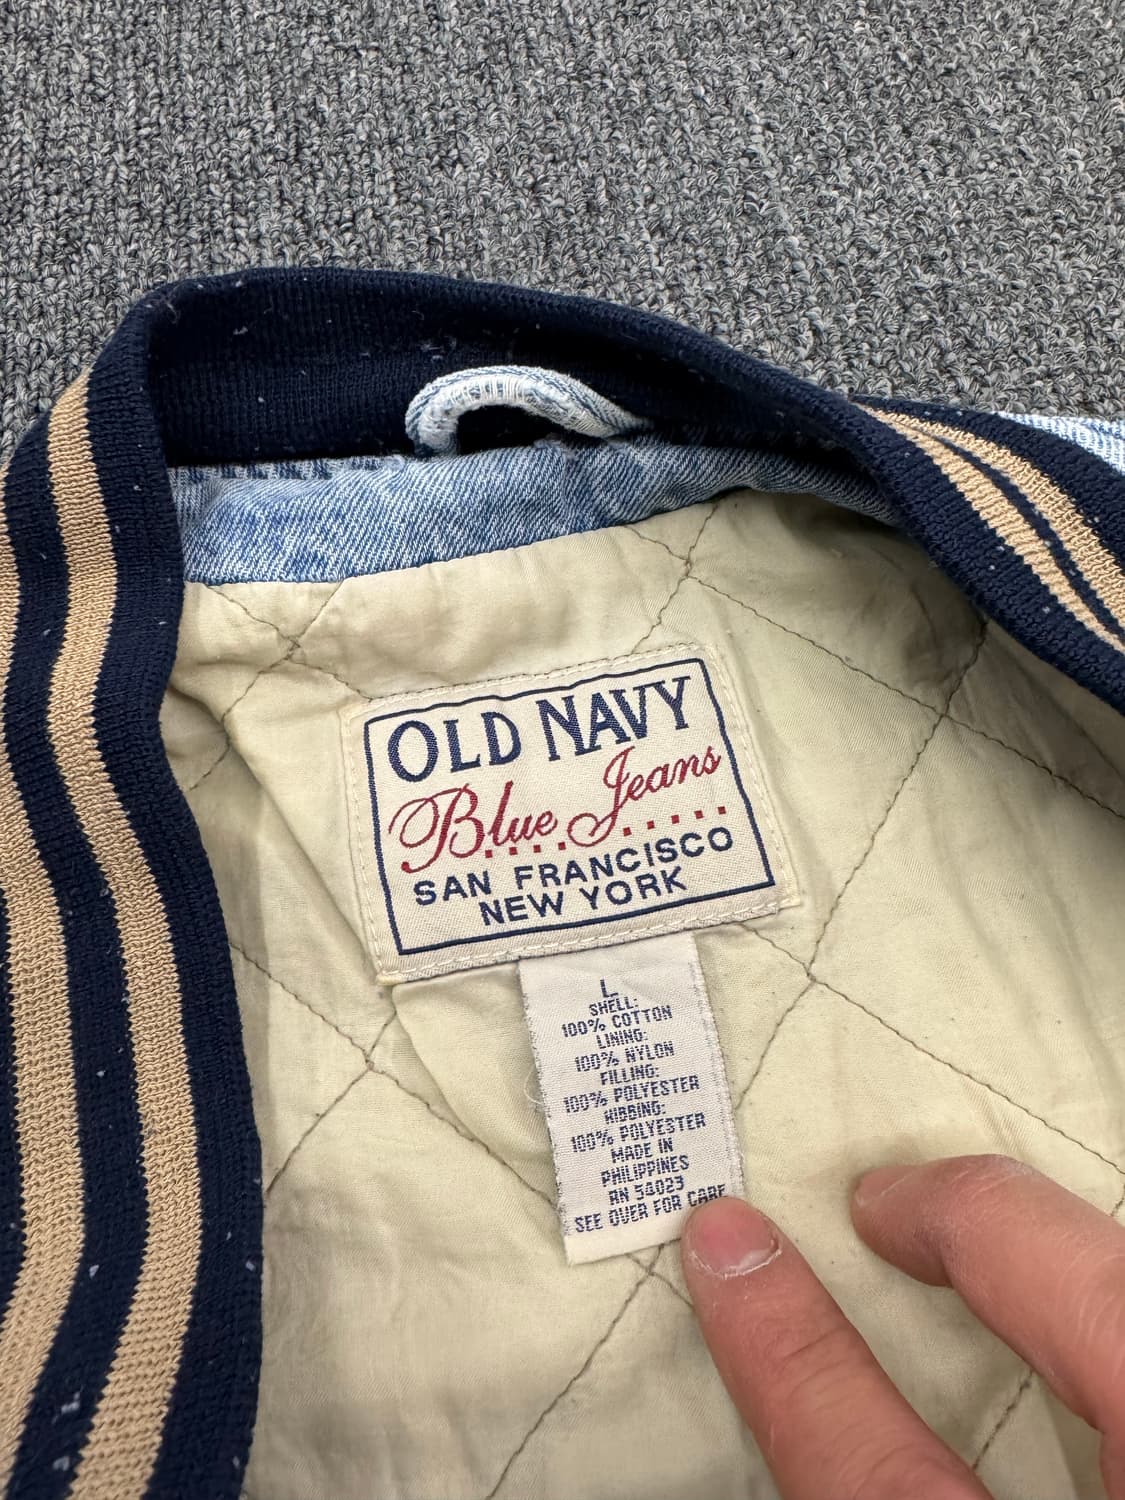 OLD NAVY
Blue Jeans
SAN FRANCISCO
NEW YORK
L
SHELL:
100% COTTON
LINING:
100% NYLON
FILLING:
100% POLYESTER
RIBBING:
100% POLYESTER
MADE IN
PHILIPPINES
RN 54023
SEE OVER FOR CARE